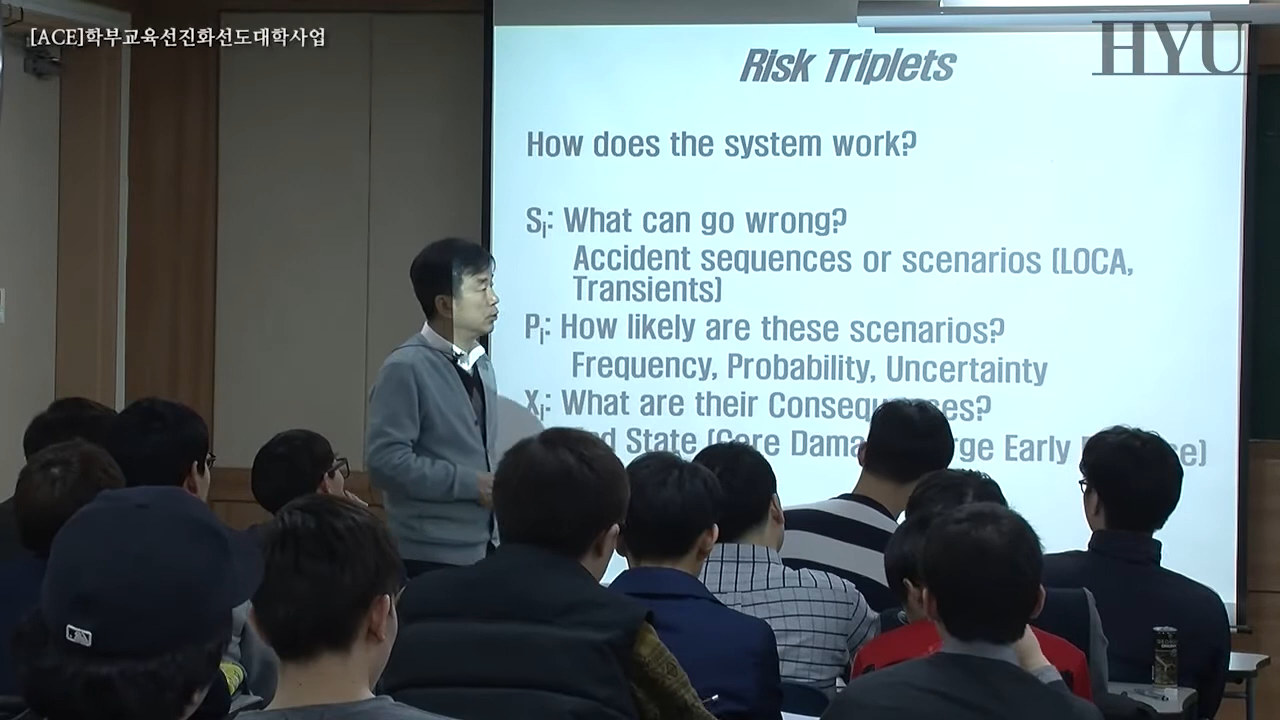 [ACE]학부교육선진화선도대학사업
HYU
Risk Triplets
How does the system work?
Si: What can go wrong?
Accident sequences or scenarios (LOCA,
Transients)
Pi: How likely are these scenarios?
Frequency, Probability, Uncertainty
Xi: What are their
State
Early